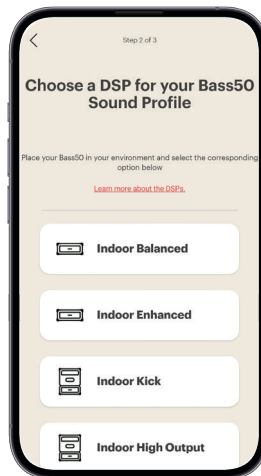 Step 2 of 3
Choose a DSP for your Bass50
Sound Profile
Place your Bass50 in your environment and select the corresponding
option below
Learn more about the DSPs.
Indoor Balanced
Indoor Enhanced
Indoor Kick
Indoor High Output